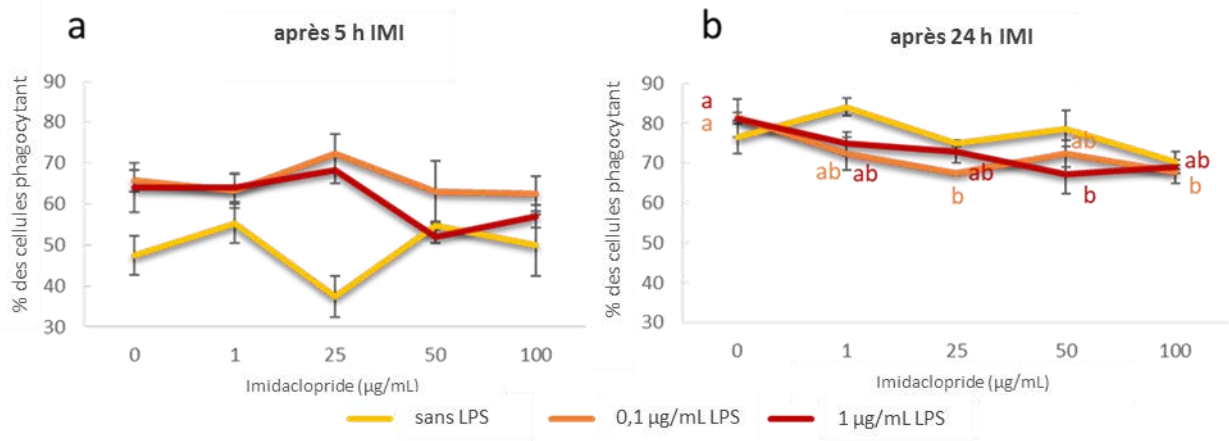 a
après 5 h IMI
% des cellules phagocytant
90
80
70
60
50
40
30
0 1 25 50 100
Imidaclopride (µg/mL)
b
après 24 h IMI
% des cellules phagocytant
90
80
70
60
50
40
30
a
a
ab
ab
b
ab
ab
b
ab
b
0 1 25 50 100
Imidaclopride (µg/mL)
sans LPS 0,1 µg/mL LPS 1 µg/mL LPS